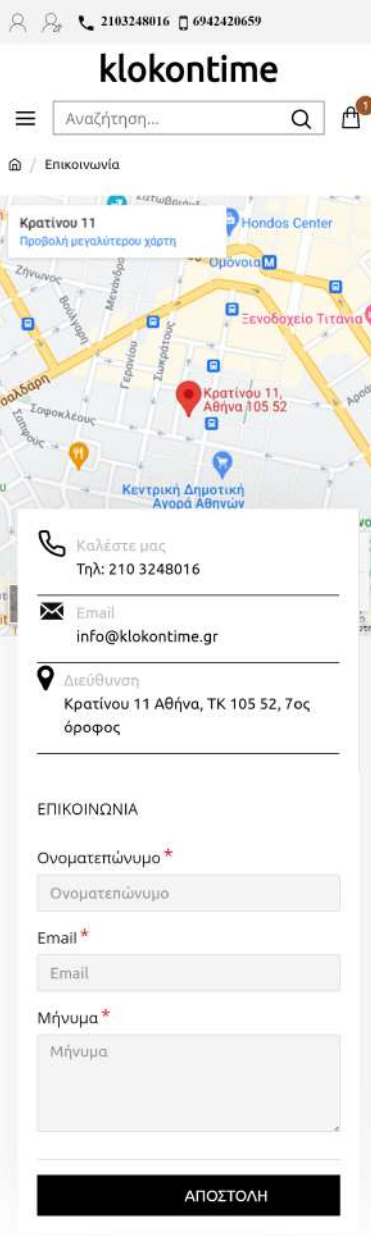 2103248016 6942420659
klokontime
Αναζήτηση...
1
Επικοινωνία
Κρατίνου 11
Προβολή μεγαλύτερου χάρτη
Hondos Center
Ομόνοια M
Ζήνωνος
Βούλγαρη
Μενάνδρου
Γερανίου
Σωκράτους
Ξενοδοχείο Τιτάνια
Κρατίνου 11,
Αθήνα 105 52
Σοφοκλέους
Σαπφούς
Κεντρική Δημοτική
Αγορά Αθηνών
Καλέστε μας
Τηλ: 210 3248016
Email
info@klokontime.gr
Διεύθυνση
Κρατίνου 11 Αθήνα, ΤΚ 105 52, 7ος
όροφος
ΕΠΙΚΟΙΝΩΝΙΑ
Ονοματεπώνυμο *
Ονοματεπώνυμο
Email *
Email
Μήνυμα *
Μήνυμα
ΑΠΟΣΤΟΛΗ